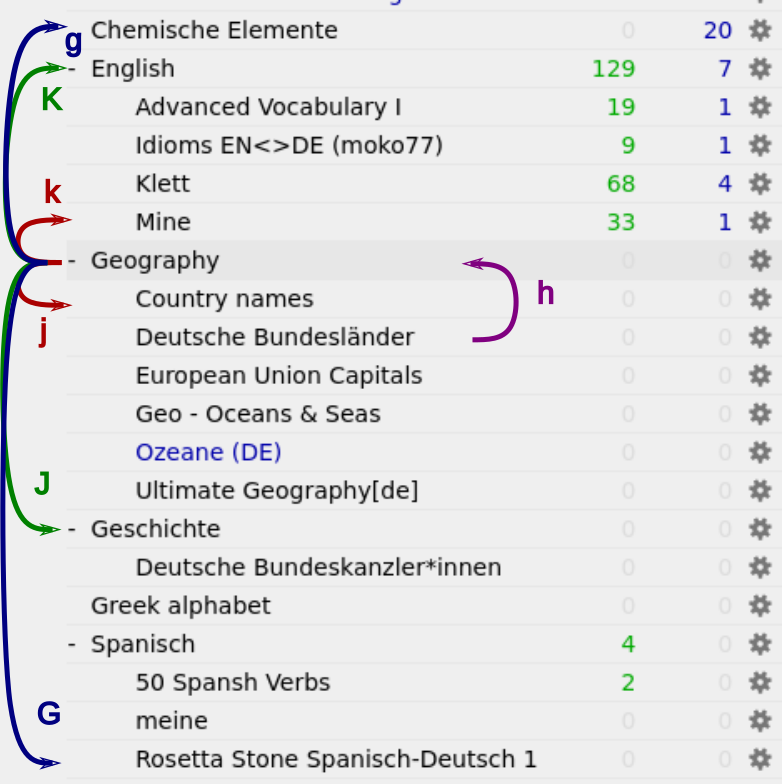 g Chemische Elemente 0 20
- English 129 7
K Advanced Vocabulary I 19 1
Idioms EN<>DE (moko77) 9 1
k Klett 68 4
Mine 33 1
- Geography 0 0
Country names 0 0 h
j Deutsche Bundesländer 0 0
European Union Capitals 0 0
Geo - Oceans & Seas 0 0
Ozeane (DE) 0 0
J Ultimate Geography[de] 0 0
- Geschichte 0 0
Deutsche Bundeskanzler*innen 0 0
Greek alphabet 0 0
- Spanisch 4 0
50 Spansh Verbs 2 0
G meine 0 0
Rosetta Stone Spanisch-Deutsch 1 0 0